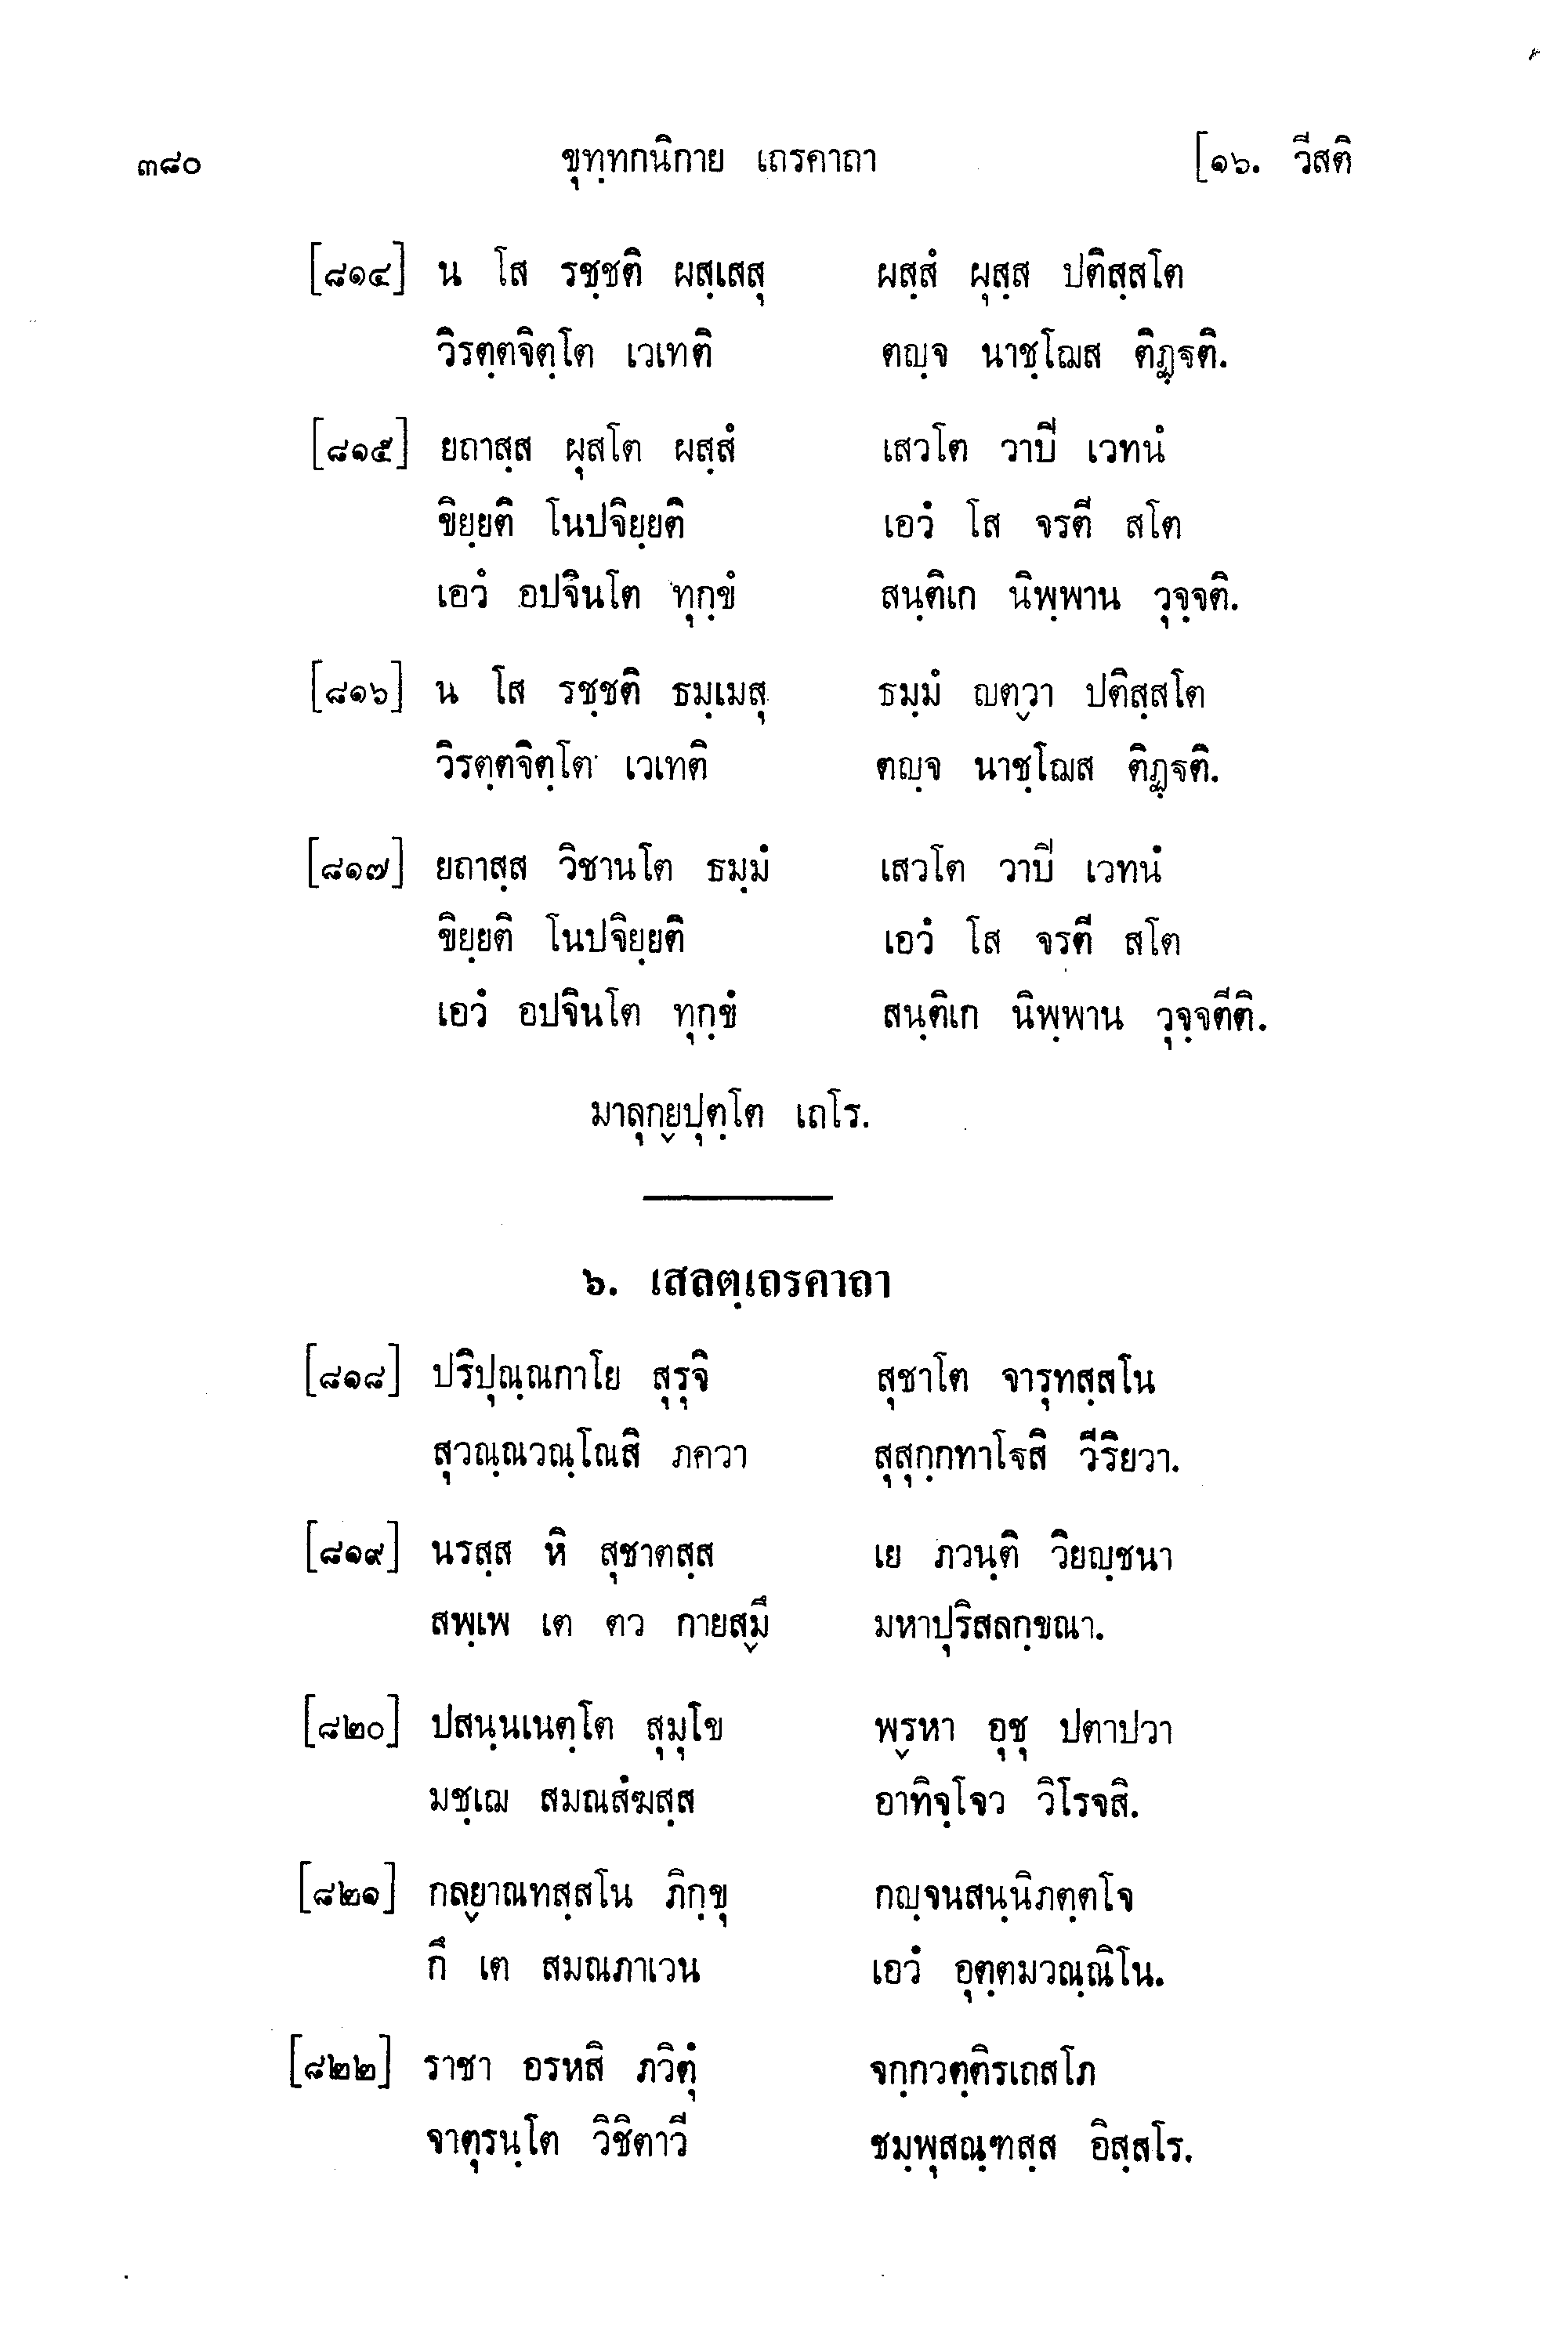 ๓๘๐ ขุทฺทกนิกาย เถรคาถา [๑๖. วีสติ
[๘๑๔] น โส รชฺชติ ผสฺเสสุ ผสฺสํ ผุสฺส ปติสฺสโต
วิรตฺตจิตฺโต เวเทติ ตญฺจ นาชฺโฌส ติฏฺฐติ.
[๘๑๕] ยถาสฺส ผุสโต ผสฺสํ เสวโต วาปิ เวทนํ
ขิยฺยติ โนปจิยฺยติ เอวํ โส จรตี สโต
เอวํ อปจินโต ทุกฺขํ สนฺติเก นิพฺพาน วุจฺจติ.
[๘๑๖] น โส รชฺชติ ธมฺเมสุ ธมฺมํ ญตฺวา ปติสฺสโต
วิรตฺตจิตฺโต เวเทติ ตญฺจ นาชฺโฌส ติฏฺฐติ.
[๘๑๗] ยถาสฺส วิชานโต ธมฺมํ เสวโต วาปิ เวทนํ
ขิยฺยติ โนปจิยฺยติ เอวํ โส จรตี สโต
เอวํ อปจินโต ทุกฺขํ สนฺติเก นิพฺพาน วุจฺจตีติ.
มาลุกฺยปุตฺโต เถโร.
๖. เสลตฺเถรคาถา
[๘๑๘] ปริปุณฺณกาโย สุรุจิ สุชาโต จารุทสฺสโน
สุวณฺณวณฺโณสิ ภควา สุสุกฺกทาโฐสิ วีริยวา.
[๘๑๙] นรสฺส หิ สุชาตสฺส เย ภวนฺติ วิยญฺชนา
สพฺเพ เต ตว กายสฺมึ มหาปุริสลกฺขณา.
[๘๒๐] ปสนฺนเนตฺโต สุมุโข พฺรหา อุชุ ปตาปวา
มชฺเฌ สมณสํฆสฺส อาทิจฺโจว วิโรจสิ.
[๘๒๑] กลฺยาณทสฺสโน ภิกฺขุ กญฺจนสนฺนิภตฺตโจ
กึ เต สมณภาเวน เอวํ อุตฺตมวณฺณิโน.
[๘๒๒] ราชา อรหสิ ภวิตุํ จกฺกวตฺติรเถสโภ
จาตุรนฺโต วิชิตาวี ชมฺพุสณฺฑสฺส อิสฺสโร.